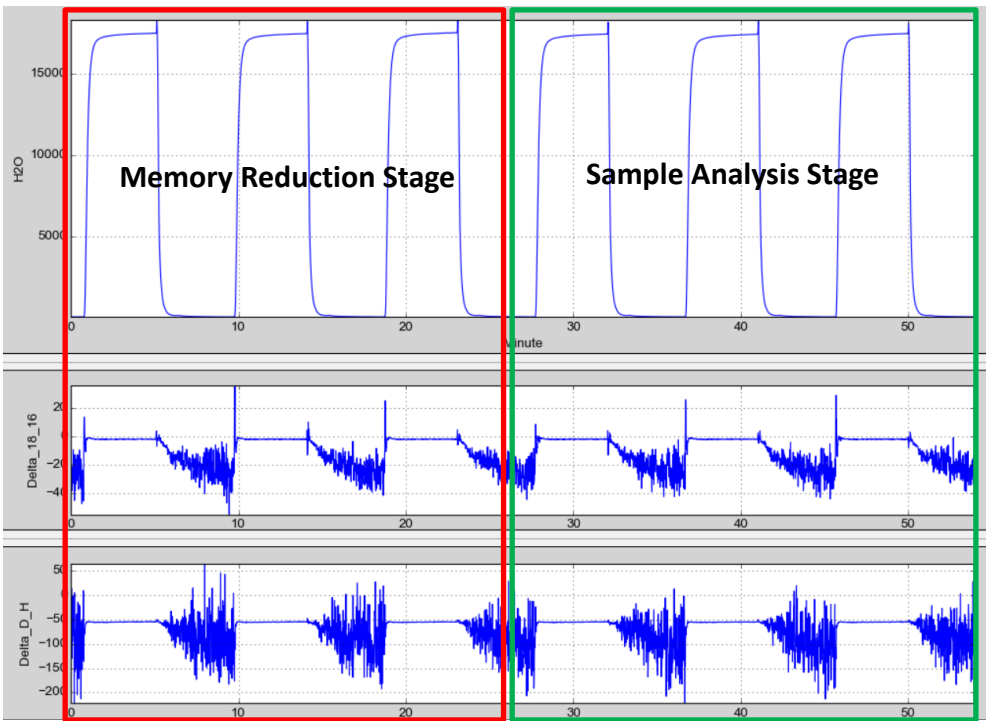 15000
10000
5000
H2O
Memory Reduction Stage
Sample Analysis Stage
0 10 20 30 40 50
Minute
20
0
−20
−40
Delta_18_16
0 10 20 30 40 50
50
0
−50
−100
−150
−200
Delta_D_H
0 10 20 30 40 50